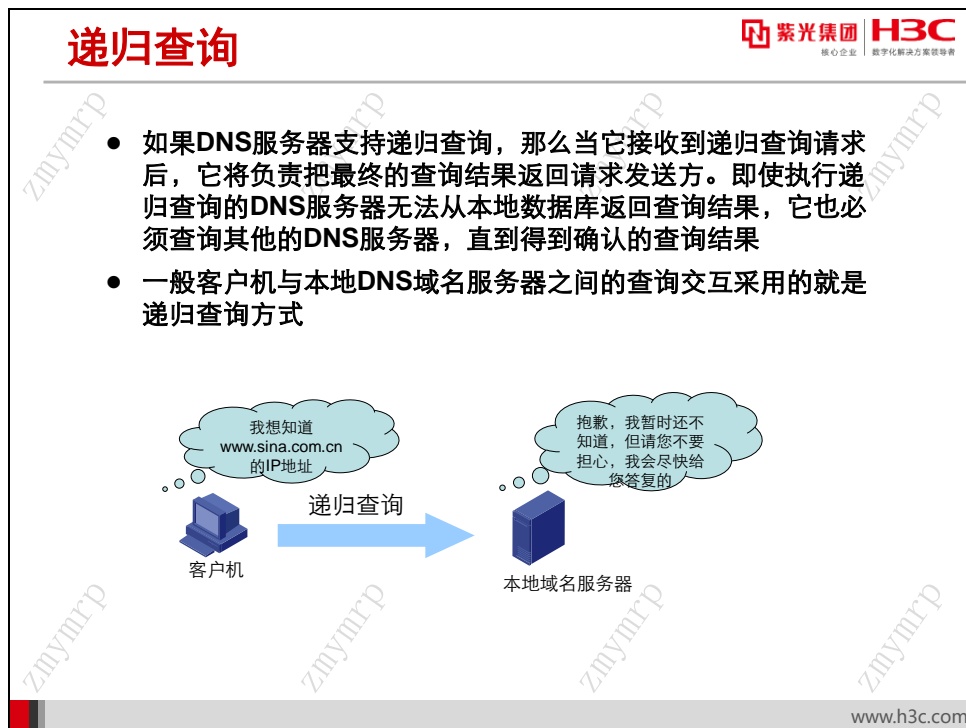 递归查询
紫光集团 H3C
核心企业 数字化解决方案领导者
● 如果DNS服务器支持递归查询，那么当它接收到递归查询请求
后，它将负责把最终的查询结果返回请求发送方。即使执行递
归查询的DNS服务器无法从本地数据库返回查询结果，它也必
须查询其他的DNS服务器，直到得到确认的查询结果
● 一般客户机与本地DNS域名服务器之间的查询交互采用的就是
递归查询方式
我想知道
www.sina.com.cn
的IP地址
抱歉，我暂时还不
知道，但请您不要
担心，我会尽快给
您答复的
递归查询
客户机
本地域名服务器
zmymrp
zmymrp
zmymrp
zmymrp
zmymrp
zmymrp
zmymrp
zmymrp
www.h3c.com